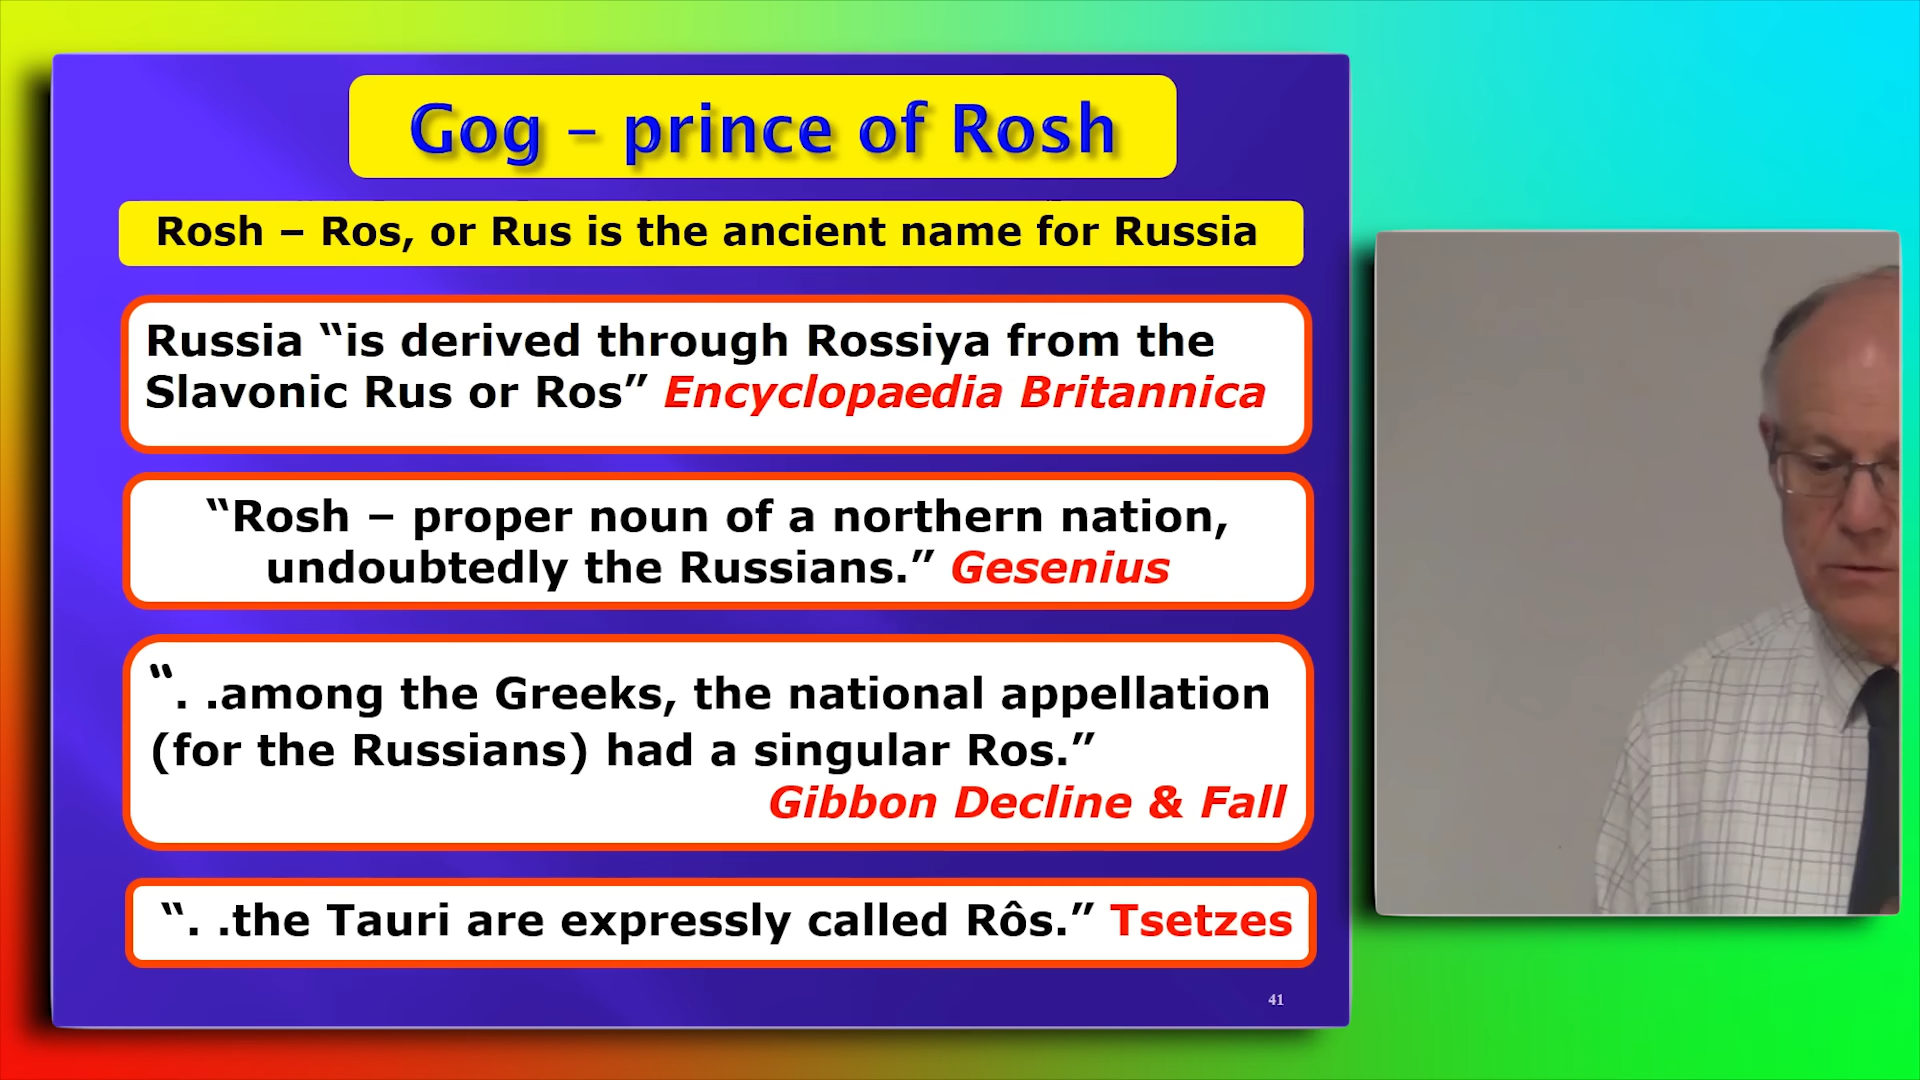 Gog – prince of Rosh
Rosh – Ros, or Rus is the ancient name for Russia
Russia “is derived through Rossiya from the
Slavonic Rus or Ros” Encyclopaedia Britannica
“Rosh – proper noun of a northern nation,
undoubtedly the Russians.” Gesenius
“. .among the Greeks, the national appellation
(for the Russians) had a singular Ros.”
Gibbon Decline & Fall
“. .the Tauri are expressly called Rôs.” Tsetzes
41